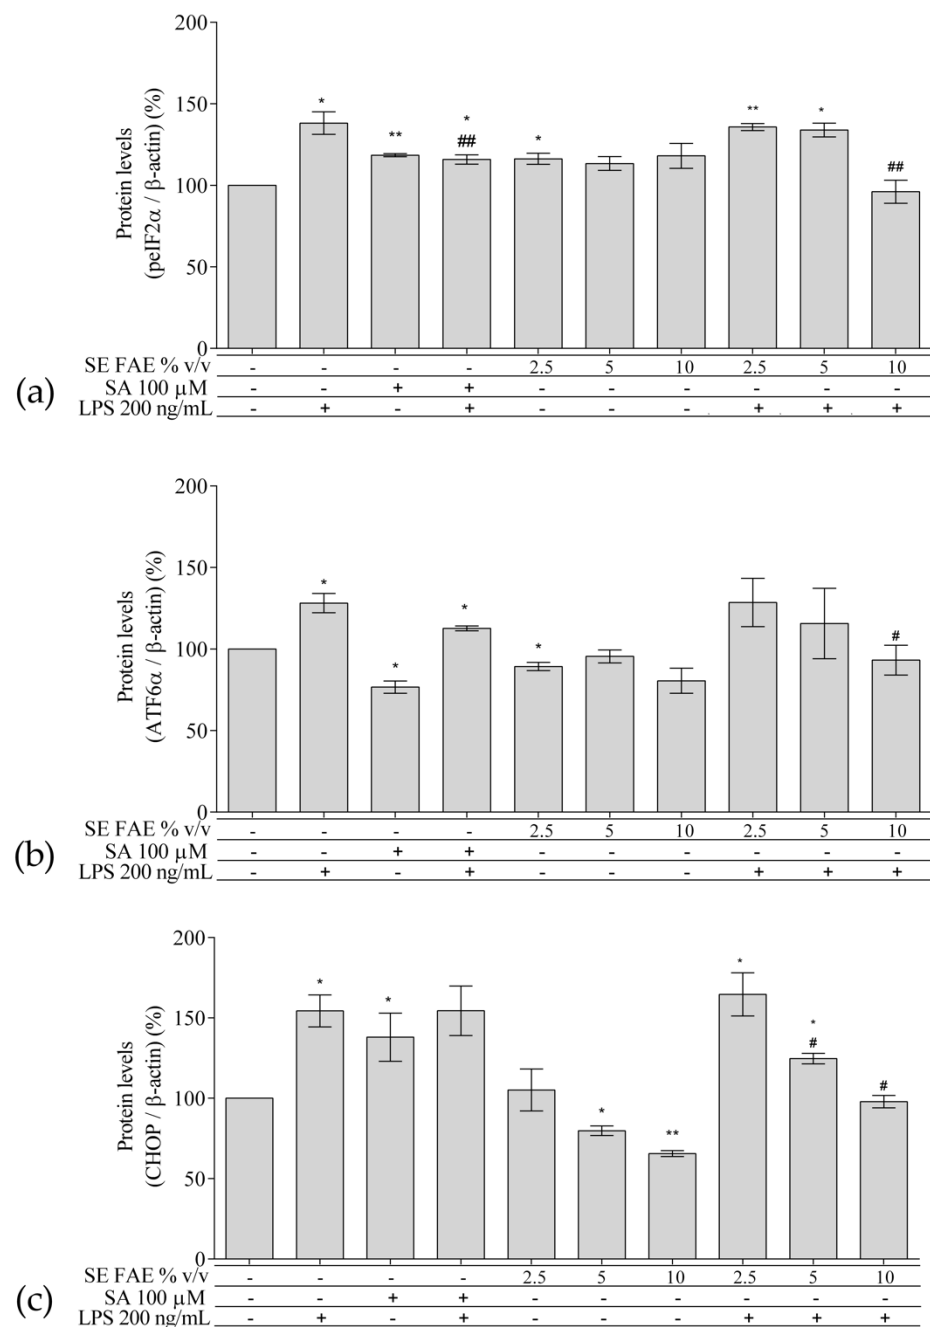 200
150
100
50
0
Protein levels
(peIF2α / β-actin) (%)
* ** * ## * ** * ##
SE FAE % v/v - - - - 2.5 5 10 2.5 5 10
(a)
SA 100 μM - - + + - - - - - -
LPS 200 ng/mL - + - + - - - + + +
200
150
100
50
0
Protein levels
(ATF6α / β-actin) (%)
* * * * #
SE FAE % v/v - - - - 2.5 5 10 2.5 5 10
(b)
SA 100 μM - - + + - - - - - -
LPS 200 ng/mL - + - + - - - + + +
200
150
100
50
0
Protein levels
(CHOP / β-actin) (%)
* * * ** * * # #
SE FAE % v/v - - - - 2.5 5 10 2.5 5 10
(c)
SA 100 μM - - + + - - - - - -
LPS 200 ng/mL - + - + - - - + + +